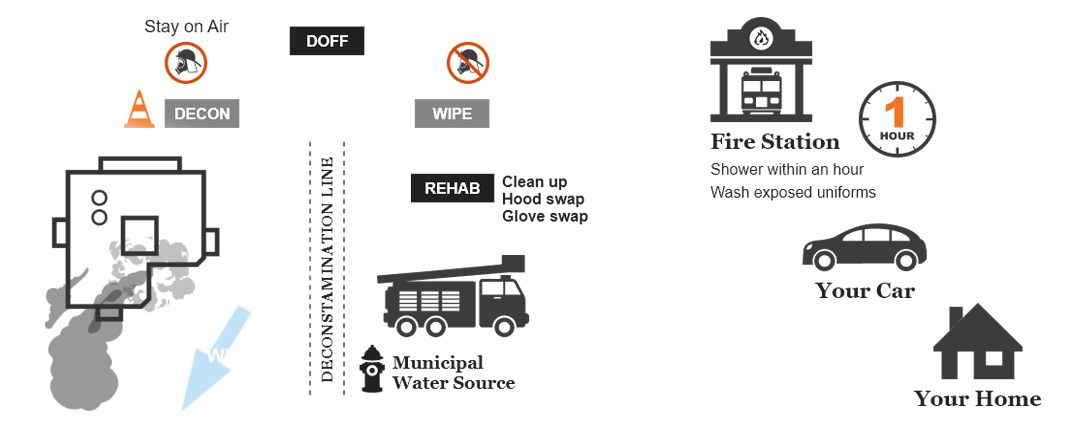 Stay on Air
DOFF
DECON
WIPE
DECONSTAMINATION LINE
REHAB
Clean up
Hood swap
Glove swap
Municipal
Water Source
1
HOUR
Fire Station
Shower within an hour
Wash exposed uniforms
Your Car
Your Home